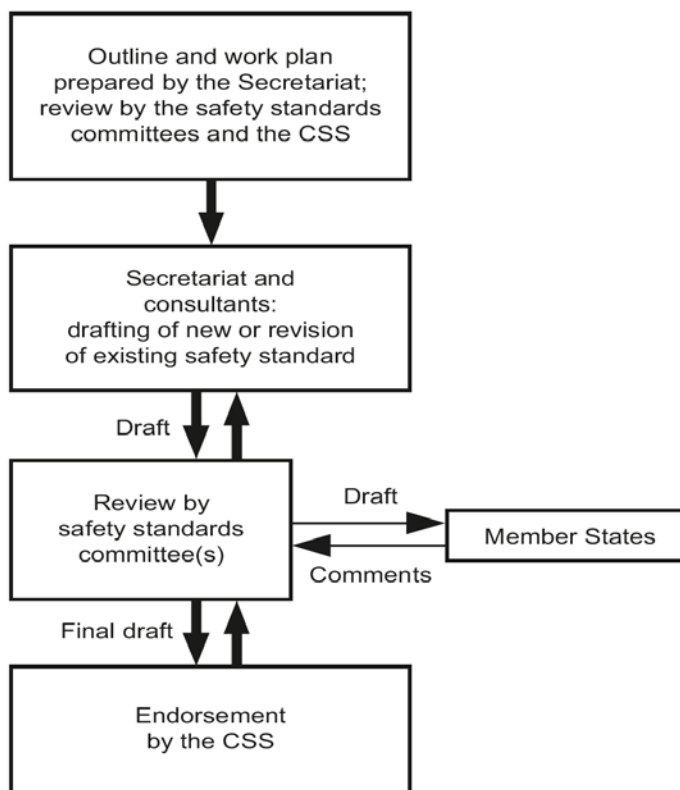 Outline and work plan
prepared by the Secretariat;
review by the safety standards
committees and the CSS
Secretariat and
consultants:
drafting of new or revision
of existing safety standard
Draft
Review by
safety standards
committee(s)
Draft
Member States
Comments
Final draft
Endorsement
by the CSS